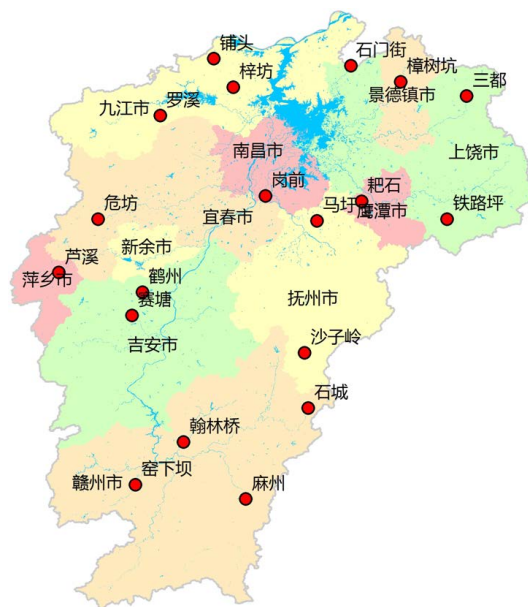 铺头
石门街
梓坊
樟树坑
三都
景德镇市
九江市
罗溪
南昌市
上饶市
岗前
耙石
马圩
鹰潭市
铁路坪
危坊
宜春市
新余市
芦溪
萍乡市
鹤州
赛塘
抚州市
吉安市
沙子岭
石城
翰林桥
窑下坝
赣州市
麻州